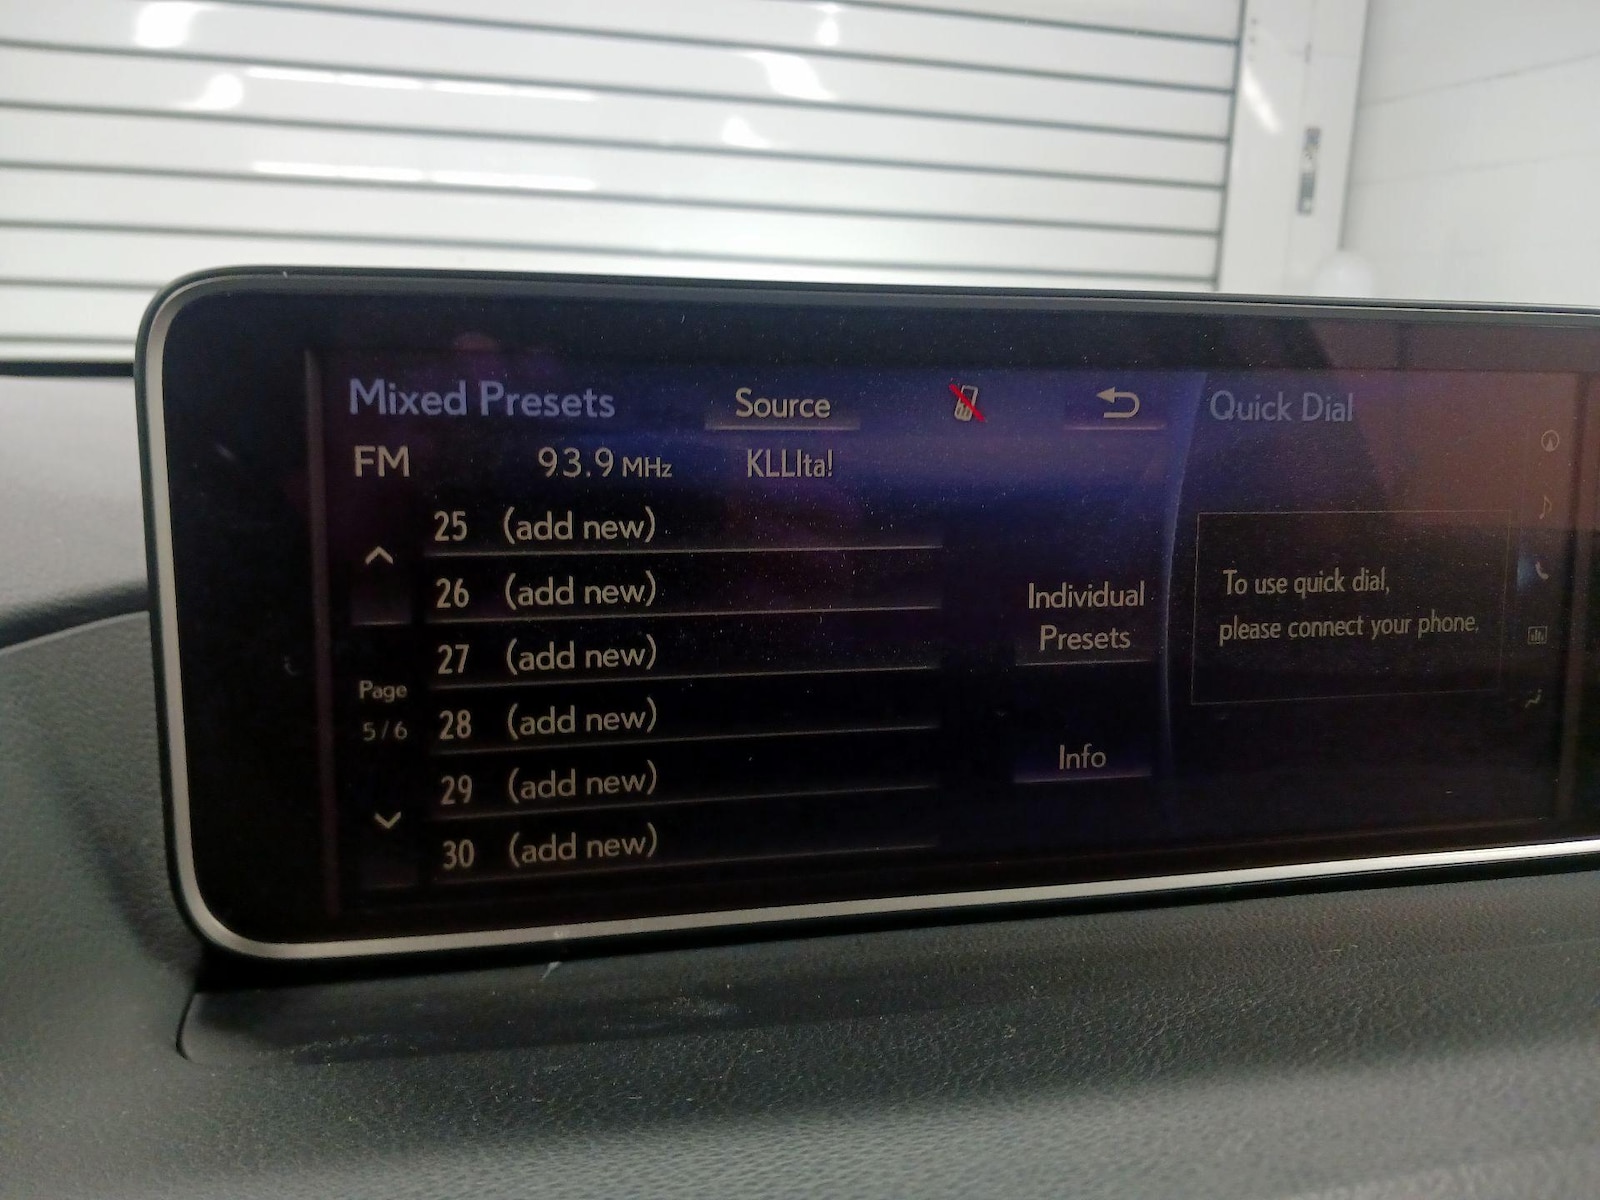 Mixed Presets Source Quick Dial
FM 93.9 MHz KLLIta!
25 (add new)
26 (add new)
27 (add new)
28 (add new)
29 (add new)
30 (add new)
Page
5/6
Individual
Presets
Info
To use quick dial,
please connect your phone.